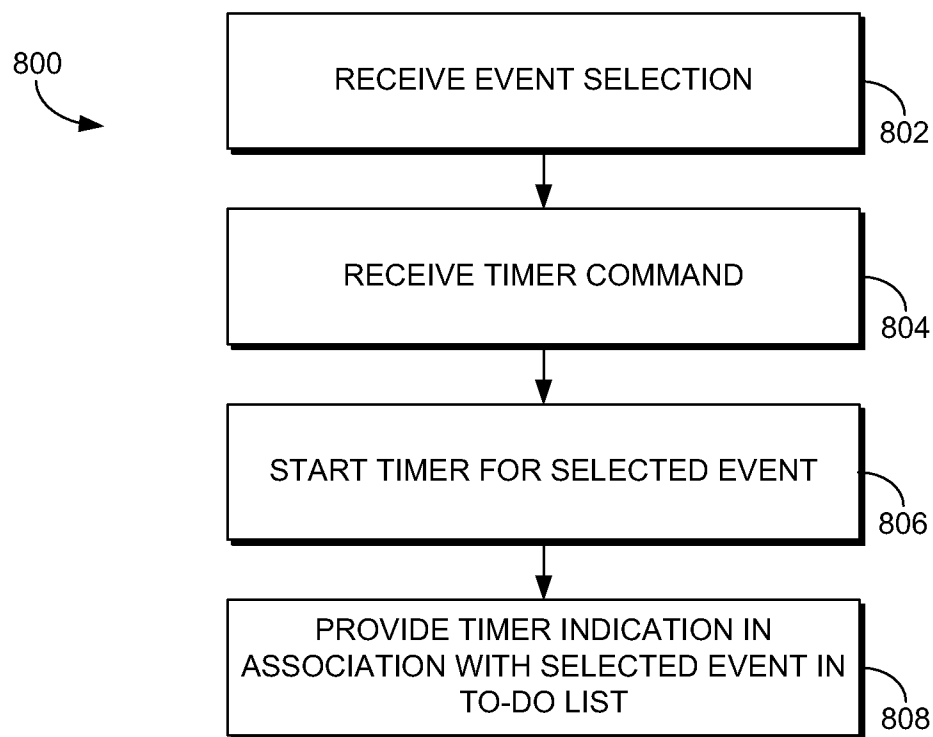 800
RECEIVE EVENT SELECTION
802
RECEIVE TIMER COMMAND
804
START TIMER FOR SELECTED EVENT
806
PROVIDE TIMER INDICATION IN
ASSOCIATION WITH SELECTED EVENT IN
TO-DO LIST
808